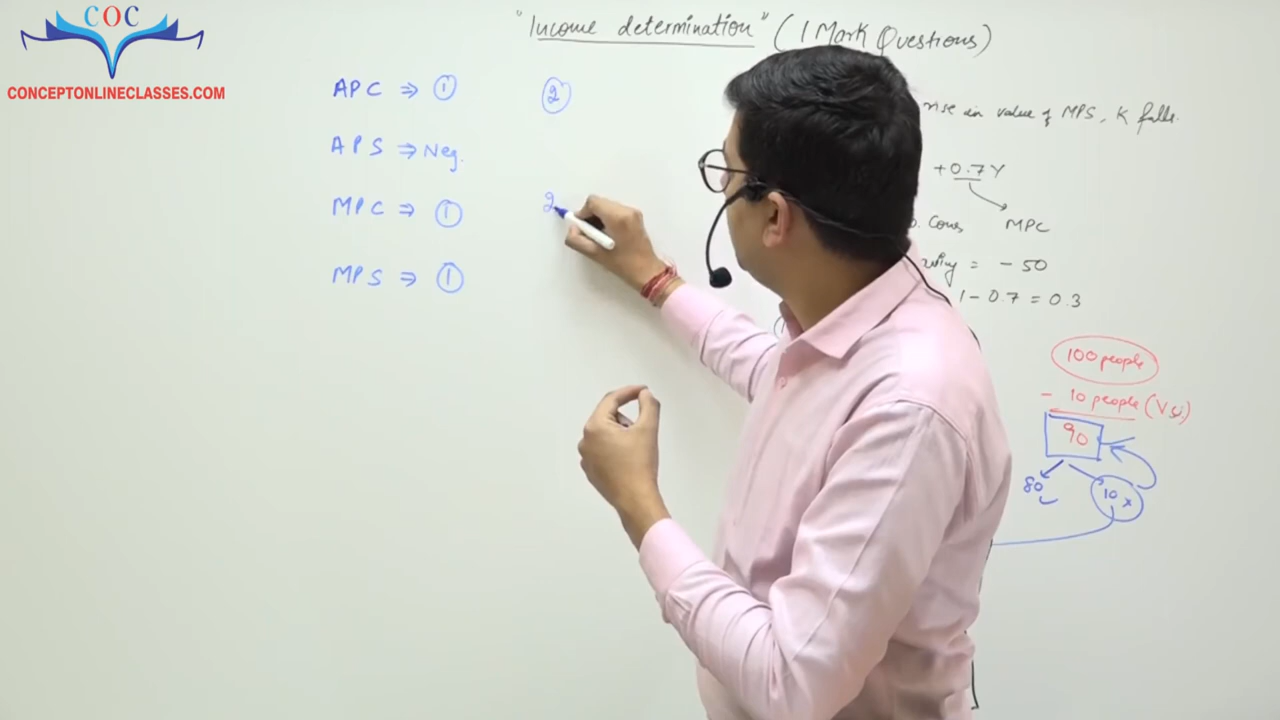 COC
CONCEPTONLINECLASSES.COM
"Income determination" (1 Mark Questions)
APC ⇒ ① ②
APS ⇒ Neg.
MPC ⇒ ① 2
MPS ⇒ ①
rise in value of MPS, K falls.
+0.7Y
Cons MPC
= - 50
1 - 0.7 = 0.3
100 people
- 10 people (V.U.)
90
80
10 x